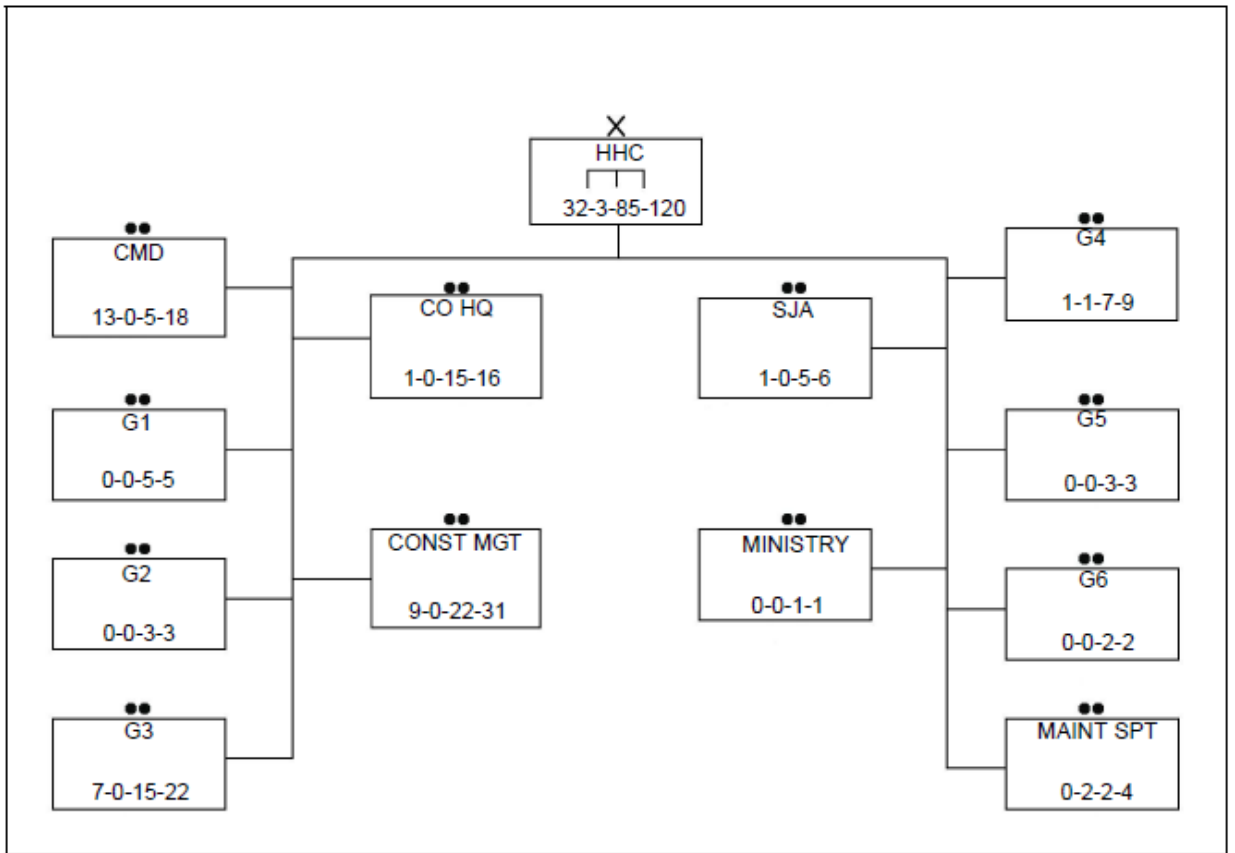 X
HHC
32-3-85-120
CMD
13-0-5-18
G1
0-0-5-5
G2
0-0-3-3
G3
7-0-15-22
CO HQ
1-0-15-16
CONST MGT
9-0-22-31
SJA
1-0-5-6
MINISTRY
0-0-1-1
G4
1-1-7-9
G5
0-0-3-3
G6
0-0-2-2
MAINT SPT
0-2-2-4